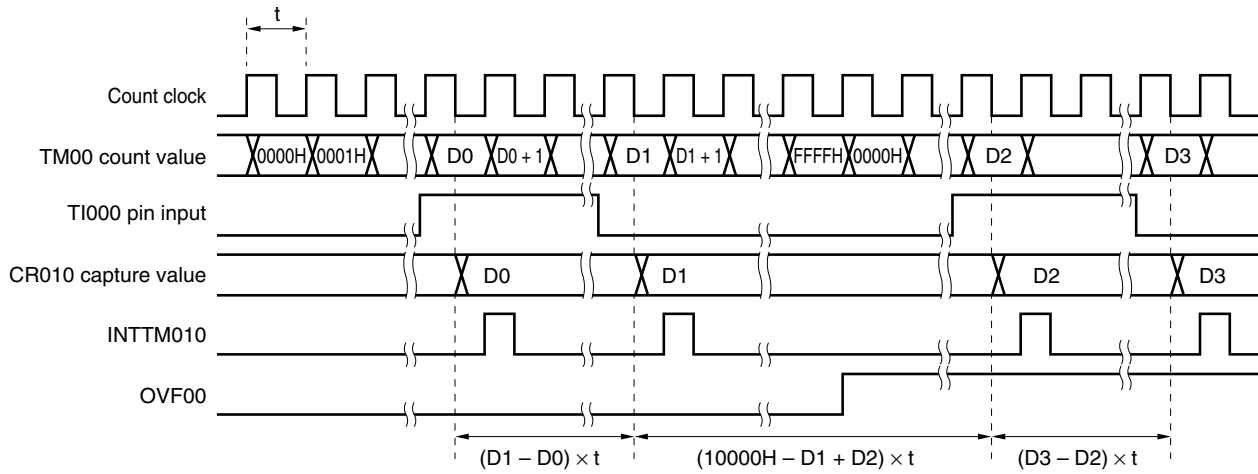 t
Count clock
TM00 count value 0000H 0001H D0 D0 + 1 D1 D1 + 1 FFFFH 0000H D2 D3
TI000 pin input
CR010 capture value D0 D1 D2 D3
INTTM010
OVF00
(D1 – D0) × t (10000H – D1 + D2) × t (D3 – D2) × t